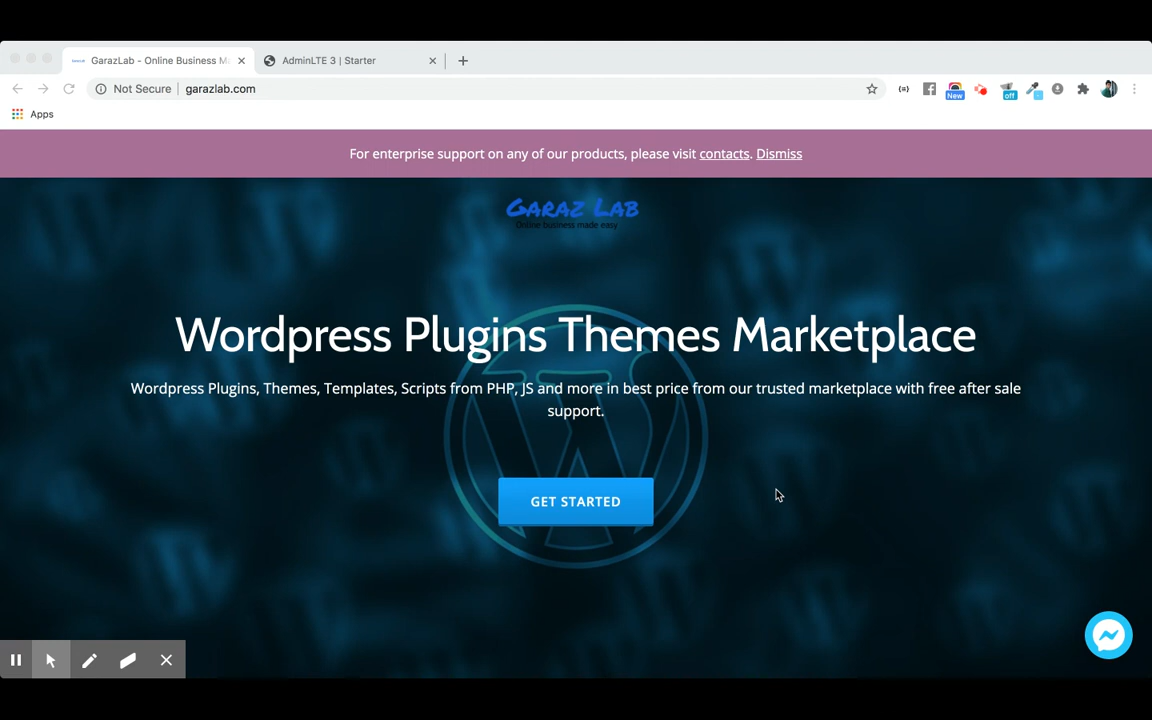 GarazLab - Online Business M
AdminLTE 3 | Starter
Not Secure | garazlab.com
New
off
Apps
For enterprise support on any of our products, please visit contacts. Dismiss
GARAZ LAB
Online business made easy
Wordpress Plugins Themes Marketplace
Wordpress Plugins, Themes, Templates, Scripts from PHP, JS and more in best price from our trusted marketplace with free after sale
support.
GET STARTED